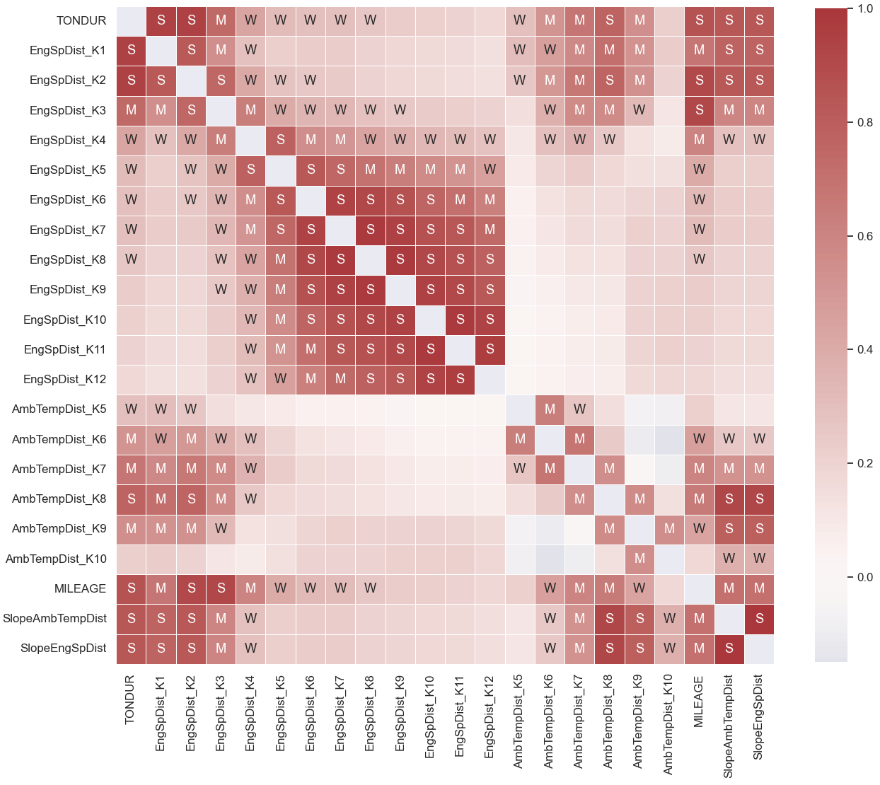 TONDUR S S M W W W W W W M M S M S S S
EngSpDist_K1 S S M W W W M M M M M S S
EngSpDist_K2 S S S W W W W M M S M S S S
EngSpDist_K3 M M S M W W W W W W M M W S M M
EngSpDist_K4 W W W M S M M W W W W W W W W M W W
EngSpDist_K5 W W W S S S M M M M W W
EngSpDist_K6 W W W M S S S S S M M W
EngSpDist_K7 W W M S S S S S S M W
EngSpDist_K8 W W W M S S S S S S W
EngSpDist_K9 W W M S S S S S S
EngSpDist_K10 W M S S S S S S
EngSpDist_K11 W M M S S S S S
EngSpDist_K12 W W M M S S S S
AmbTempDist_K5 W W W M W
AmbTempDist_K6 M W M W W M M W W W
AmbTempDist_K7 M M M M W W M M M M M
AmbTempDist_K8 S M S M W M M M S S
AmbTempDist_K9 M M M W M M W S S
AmbTempDist_K10 M W W
MILEAGE S M S S M W W W W W M M W M M
SlopeAmbTempDist S S S M W W M S S W M S
SlopeEngSpDist S S S M W W M S S W M S
TONDUR
EngSpDist_K1
EngSpDist_K2
EngSpDist_K3
EngSpDist_K4
EngSpDist_K5
EngSpDist_K6
EngSpDist_K7
EngSpDist_K8
EngSpDist_K9
EngSpDist_K10
EngSpDist_K11
EngSpDist_K12
AmbTempDist_K5
AmbTempDist_K6
AmbTempDist_K7
AmbTempDist_K8
AmbTempDist_K9
AmbTempDist_K10
MILEAGE
SlopeAmbTempDist
SlopeEngSpDist
1.0
0.8
0.6
0.4
0.2
0.0